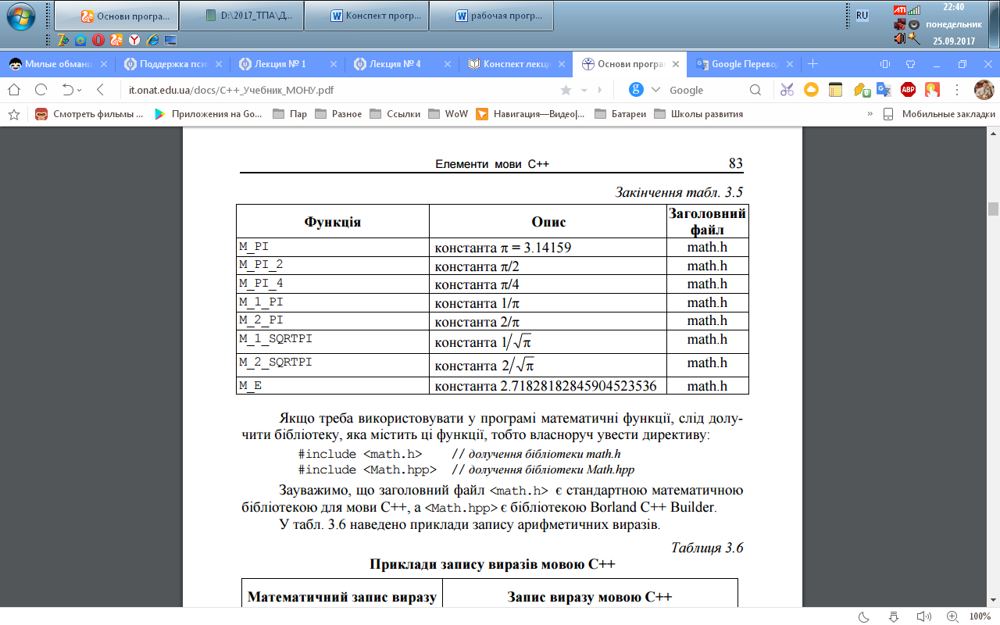 Основи програ...
D:\2017_ТПА\Д...
Конспект прогр...
рабочая прогр...
RU
22:40
понедельник
25.09.2017
Милые обманщ
Поддержка пси
Лекция № 1
Лекция № 4
Конспект лекци
Основи програ
Google Перевод
it.onat.edu.ua/docs/C++_Учебник_МОНУ.pdf
Google
ABP
Смотреть фильмы ...
Приложения на Go...
Пар
Разное
Ссылки
WoW
Навигация—Видео|...
Батареи
Школы развития
»
Мобильные закладки
Елементи мови C++ 83
Закінчення табл. 3.5
Функція Опис Заголовний файл
M_PI константа π = 3.14159 math.h
M_PI_2 константа π/2 math.h
M_PI_4 константа π/4 math.h
M_1_PI константа 1/π math.h
M_2_PI константа 2/π math.h
M_1_SQRTPI константа 1/√π math.h
M_2_SQRTPI константа 2/√π math.h
M_E константа 2.71828182845904523536 math.h
Якщо треба використовувати у програмі математичні функції, слід долу-
чити бібліотеку, яка містить ці функції, тобто власноруч увести директиву:
#include <math.h> // долучення бібліотеки math.h
#include <Math.hpp> // долучення бібліотеки Math.hpp
Зауважимо, що заголовний файл <math.h> є стандартною математичною
бібліотекою для мови C++, а <Math.hpp> є бібліотекою Borland C++ Builder.
У табл. 3.6 наведено приклади запису арифметичних виразів.
Таблиця 3.6
Приклади запису виразів мовою C++
Математичний запис виразу Запис виразу мовою C++
100%